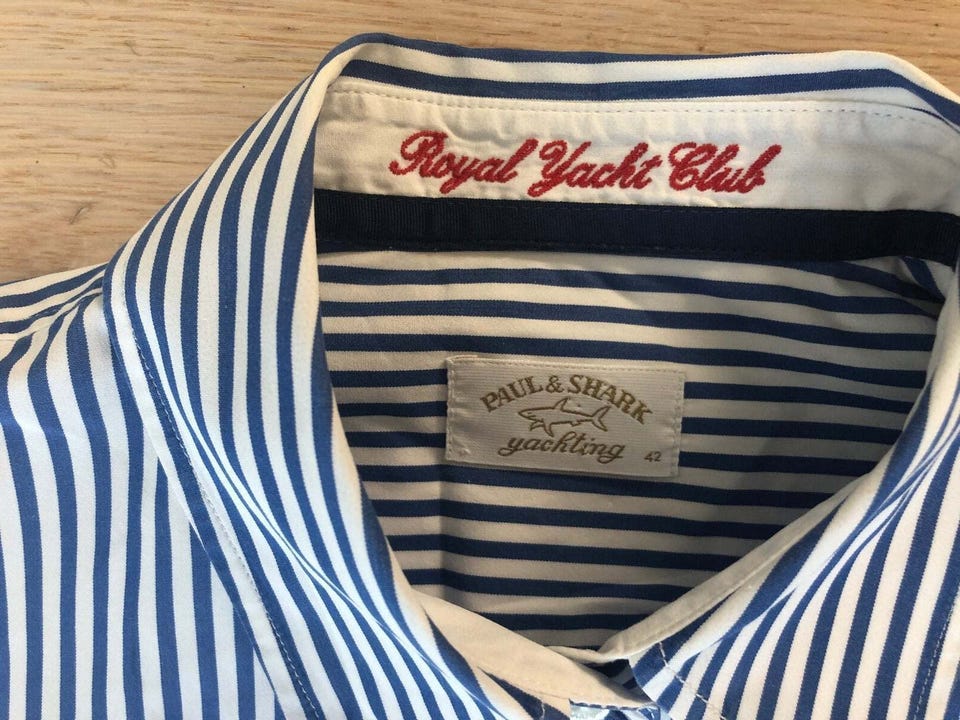 Royal Yacht Club
PAUL & SHARK
yachting
42